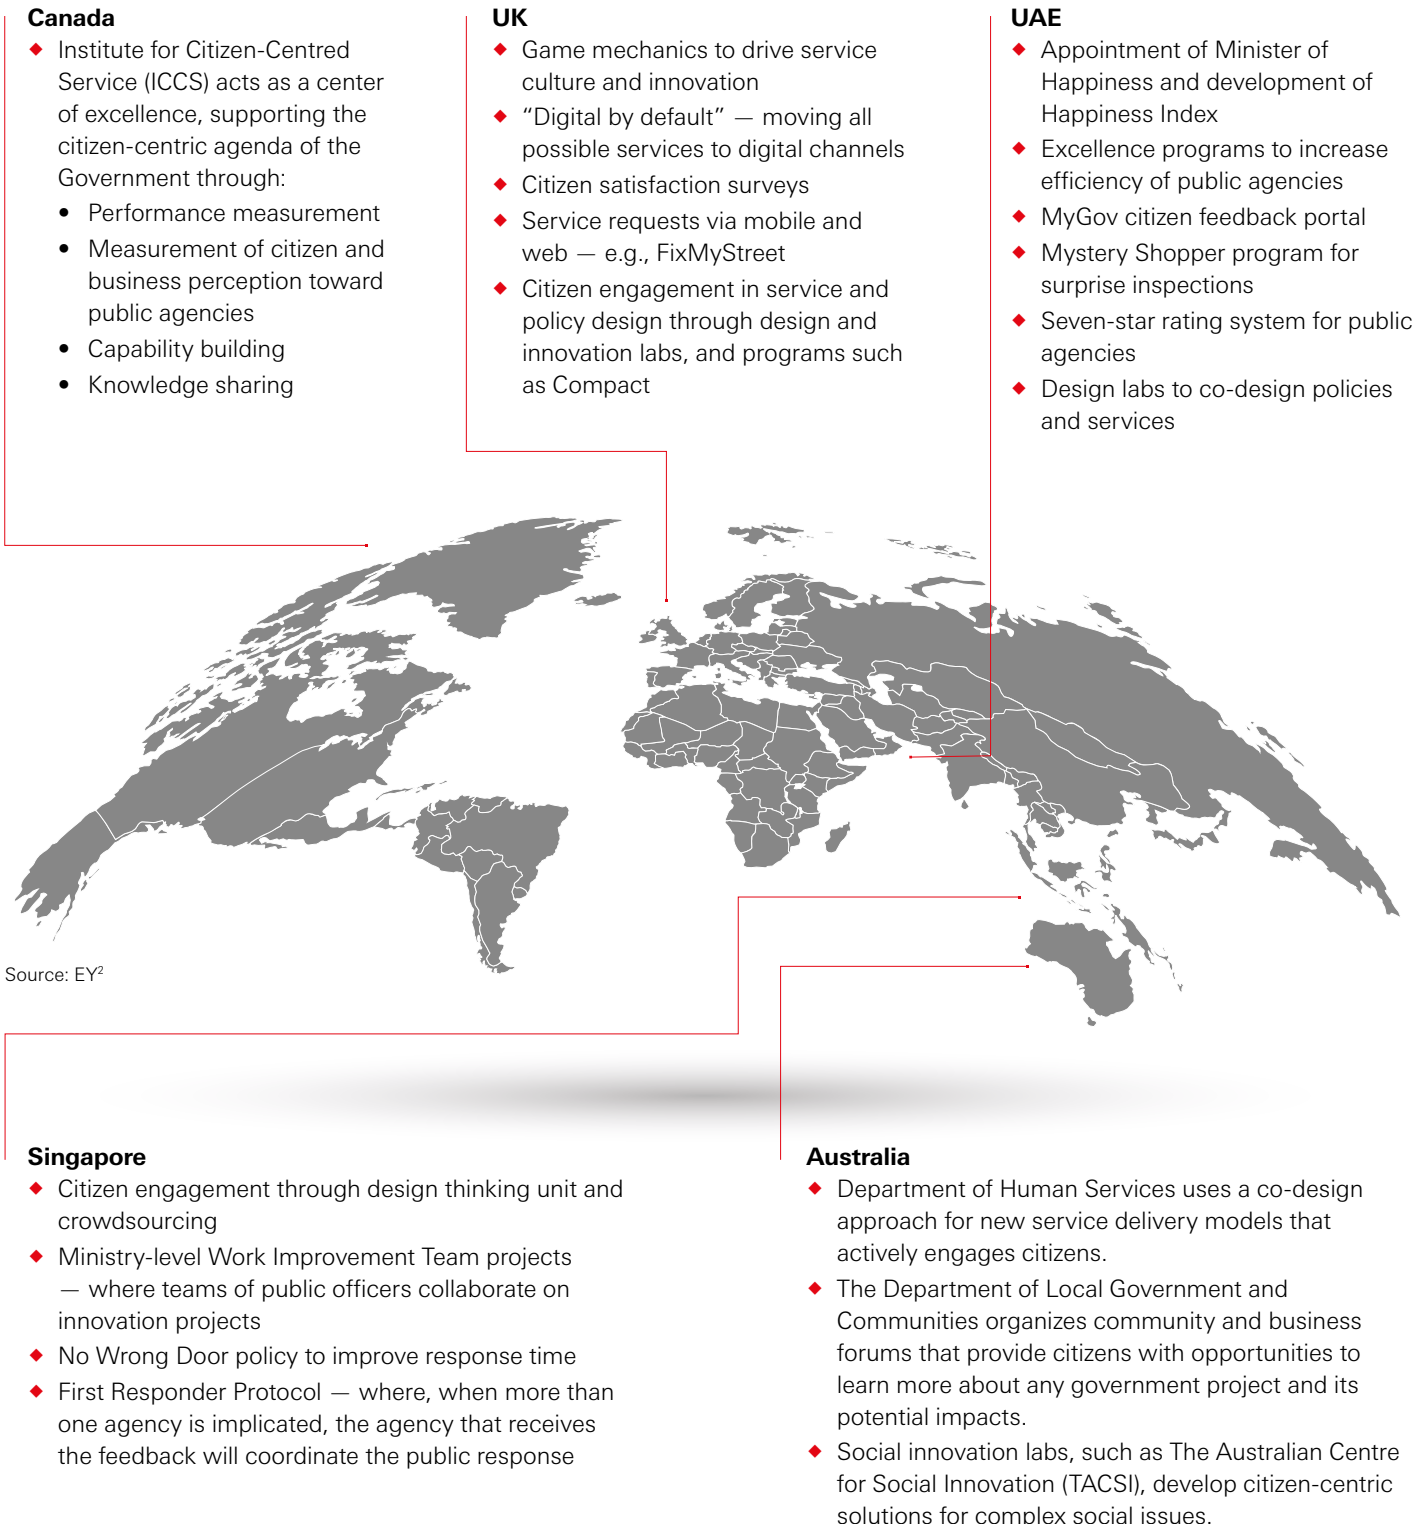 Canada
◆ Institute for Citizen-Centred
Service (ICCS) acts as a center
of excellence, supporting the
citizen-centric agenda of the
Government through:
• Performance measurement
• Measurement of citizen and
business perception toward
public agencies
• Capability building
• Knowledge sharing
UK
◆ Game mechanics to drive service
culture and innovation
◆ “Digital by default” — moving all
possible services to digital channels
◆ Citizen satisfaction surveys
◆ Service requests via mobile and
web — e.g., FixMyStreet
◆ Citizen engagement in service and
policy design through design and
innovation labs, and programs such
as Compact
UAE
◆ Appointment of Minister of
Happiness and development of
Happiness Index
◆ Excellence programs to increase
efficiency of public agencies
◆ MyGov citizen feedback portal
◆ Mystery Shopper program for
surprise inspections
◆ Seven-star rating system for public
agencies
◆ Design labs to co-design policies
and services
Source: EY²
Singapore
◆ Citizen engagement through design thinking unit and
crowdsourcing
◆ Ministry-level Work Improvement Team projects
— where teams of public officers collaborate on
innovation projects
◆ No Wrong Door policy to improve response time
◆ First Responder Protocol — where, when more than
one agency is implicated, the agency that receives
the feedback will coordinate the public response
Australia
◆ Department of Human Services uses a co-design
approach for new service delivery models that
actively engages citizens.
◆ The Department of Local Government and
Communities organizes community and business
forums that provide citizens with opportunities to
learn more about any government project and its
potential impacts.
◆ Social innovation labs, such as The Australian Centre
for Social Innovation (TACSI), develop citizen-centric
solutions for complex social issues.